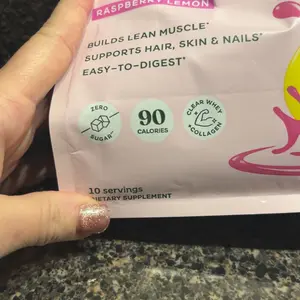 RASPBERRY LEMON
BUILDS LEAN MUSCLE*
SUPPORTS HAIR, SKIN & NAILS*
EASY-TO-DIGEST*
ZERO
SUGAR**
90
CALORIES
CLEAR WHEY
+COLLAGEN
10 servings
DIETARY SUPPLEMENT